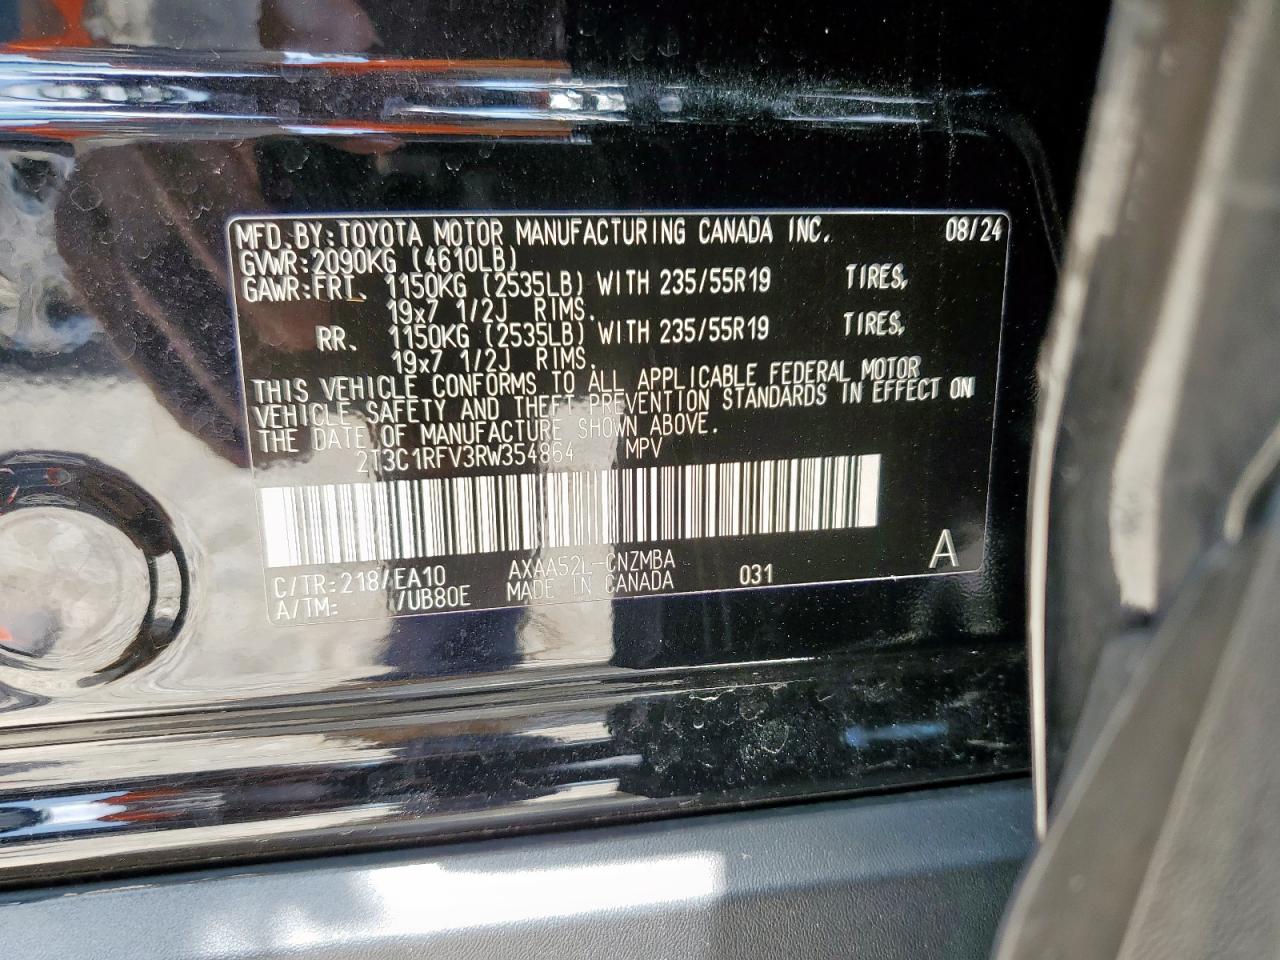 MFD. BY: TOYOTA MOTOR MANUFACTURING CANADA INC. 08/24
GVWR: 2090KG (4610LB)
GAWR: FRT. 1150KG (2535LB) WITH 235/55R19 TIRES,
19x7 1/2J RIMS.
RR. 1150KG (2535LB) WITH 235/55R19 TIRES,
19x7 1/2J RIMS.
THIS VEHICLE CONFORMS TO ALL APPLICABLE FEDERAL MOTOR
VEHICLE SAFETY AND THEFT PREVENTION STANDARDS IN EFFECT ON
THE DATE OF MANUFACTURE SHOWN ABOVE.
2T3C1RFV3RW354864 MPV
C/TR: 218/EA10 AXAA52L-CNZMBA 031 A
A/TM: /UB80E MADE IN CANADA